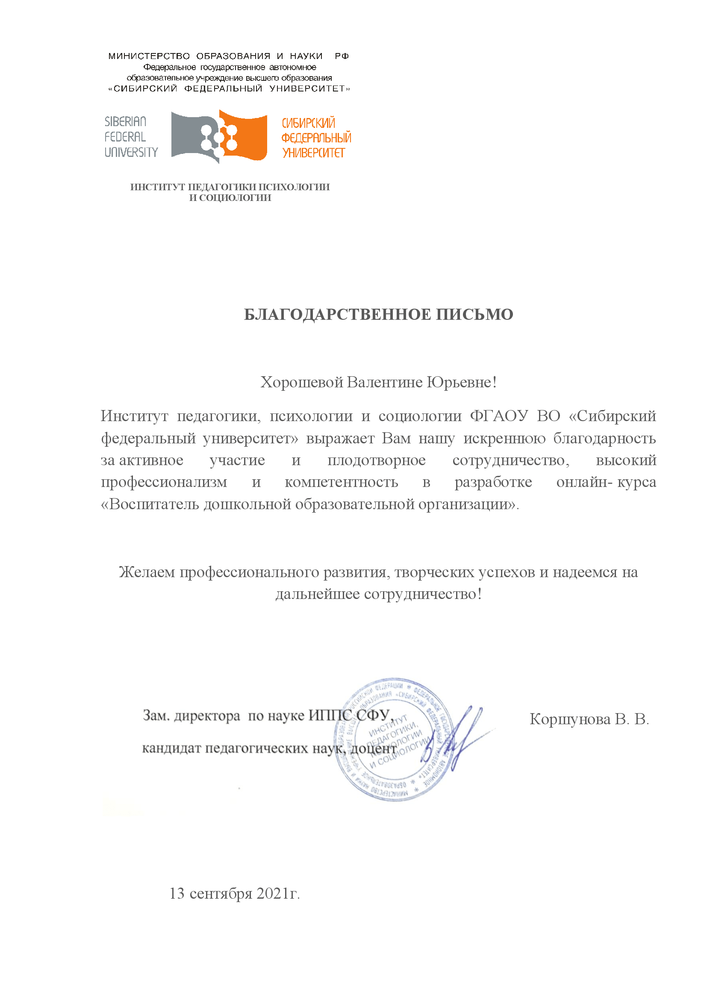 МИНИСТЕРСТВО ОБРАЗОВАНИЯ И НАУКИ РФ
Федеральное государственное автономное
образовательное учреждение высшего образования
«СИБИРСКИЙ ФЕДЕРАЛЬНЫЙ УНИВЕРСИТЕТ»
SIBERIAN
FEDERAL
UNIVERSITY
СИБИРСКИЙ
ФЕДЕРАЛЬНЫЙ
УНИВЕРСИТЕТ
ИНСТИТУТ ПЕДАГОГИКИ ПСИХОЛОГИИ
И СОЦИОЛОГИИ
БЛАГОДАРСТВЕННОЕ ПИСЬМО
Хорошевой Валентине Юрьевне!
Институт педагогики, психологии и социологии ФГАОУ ВО «Сибирский
федеральный университет» выражает Вам нашу искреннюю благодарность
за активное участие и плодотворное сотрудничество, высокий
профессионализм и компетентность в разработке онлайн- курса
«Воспитатель дошкольной образовательной организации».
Желаем профессионального развития, творческих успехов и надеемся на
дальнейшее сотрудничество!
Зам. директора по науке ИППС СФУ,
кандидат педагогических наук, доцент
Коршунова В. В.
МИНИСТЕРСТВО НАУКИ И ВЫСШЕГО ОБРАЗОВАНИЯ РОССИЙСКОЙ ФЕДЕРАЦИИ * ФЕДЕРАЛЬНОЕ ГОСУДАРСТВЕННОЕ АВТОНОМНОЕ *
ОБРАЗОВАТЕЛЬНОЕ УЧРЕЖДЕНИЕ ВЫСШЕГО ОБРАЗОВАНИЯ «СИБИРСКИЙ ФЕДЕРАЛЬНЫЙ УНИВЕРСИТЕТ» *
ИНСТИТУТ
ПЕДАГОГИКИ,
ПСИХОЛОГИИ
И СОЦИОЛОГИИ
13 сентября 2021г.